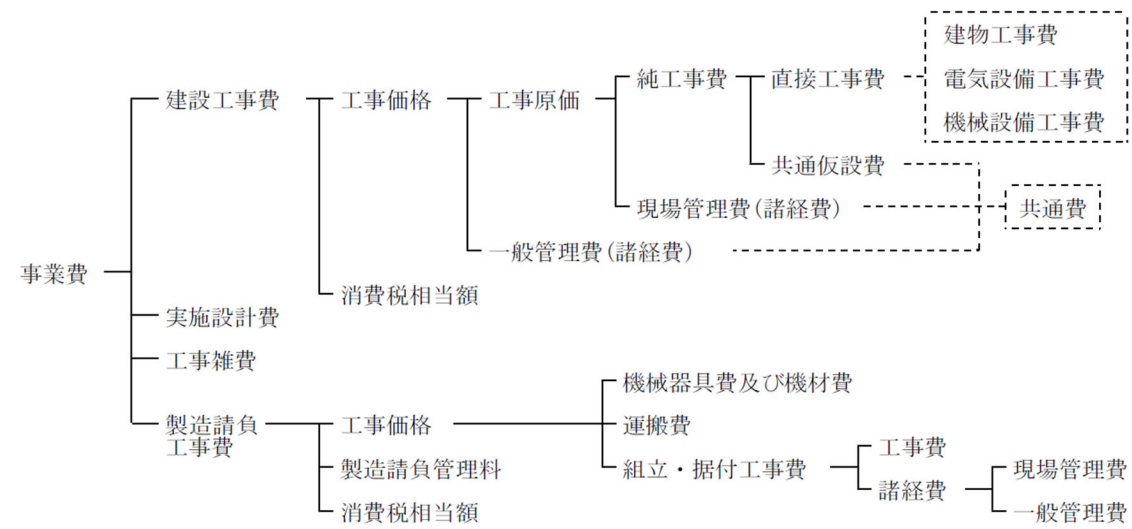 建物工事費
純工事費
直接工事費
電気設備工事費
建設工事費
工事価格
工事原価
機械設備工事費
共通仮設費
現場管理費(諸経費)
共通費
一般管理費(諸経費)
事業費
消費税相当額
実施設計費
工事雑費
機械器具費及び機材費
製造請負
工事費
工事価格
運搬費
工事費
製造請負管理料
組立・据付工事費
現場管理費
諸経費
消費税相当額
一般管理費